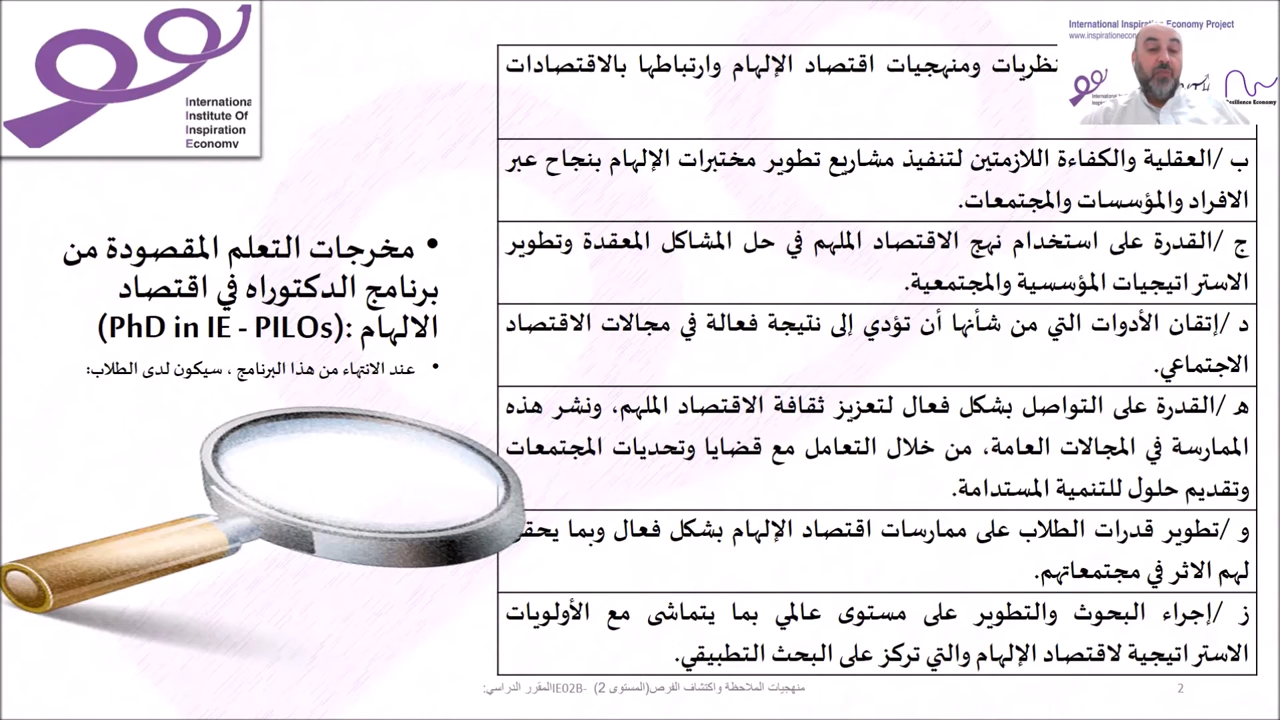 International
Institute Of
Inspiration
Economy
International Inspiration Economy Project
• مخرجات التعلم المقصودة من
برنامج الدكتوراه في اقتصاد
الالهام :(PhD in IE - PILOs)
• عند الانتهاء من هذا البرنامج ، سيكون لدى الطلاب:
نظريات ومنهجيات اقتصاد الإلهام وارتباطها بالاقتصادات
ب /العقلية والكفاءة اللازمتين لتنفيذ مشاريع تطوير مختبرات الإلهام بنجاح عبر
الافراد والمؤسسات والمجتمعات.
ج /القدرة على استخدام نهج الاقتصاد الملهم في حل المشاكل المعقدة وتطوير
الاستراتيجيات المؤسسية والمجتمعية.
د /إتقان الأدوات التي من شأنها أن تؤدي إلى نتيجة فعالة في مجالات الاقتصاد
الاجتماعي.
هـ /القدرة على التواصل بشكل فعال لتعزيز ثقافة الاقتصاد الملهم، ونشر هذه
الممارسة في المجالات العامة، من خلال التعامل مع قضايا وتحديات المجتمعات
وتقديم حلول للتنمية المستدامة.
و /تطوير قدرات الطلاب على ممارسات اقتصاد الإلهام بشكل فعال وبما يحقق
لهم الاثر في مجتمعاتهم.
ز /إجراء البحوث والتطوير على مستوى عالمي بما يتماشى مع الأولويات
الاستراتيجية لاقتصاد الإلهام والتي تركز على البحث التطبيقي.
منهجيات الملاحظة واكتشاف الفرص(المستوى 2) -IE02Bالمقرر الدراسي:
2